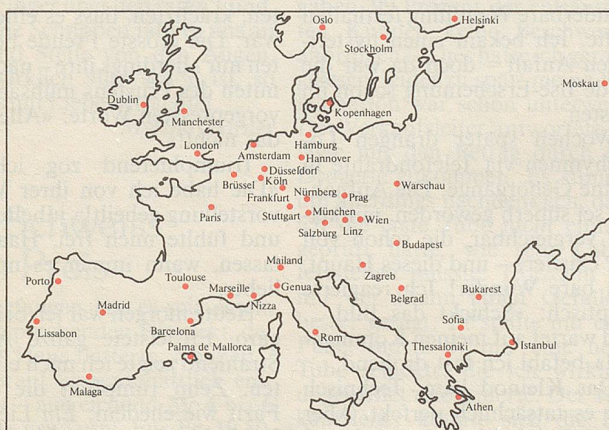 Oslo
Helsinki
Stockholm
Moskau
Dublin
Kopenhagen
Manchester
London
Hamburg
Amsterdam
Hannover
Düsseldorf
Brüssel
Köln
Warschau
Nürnberg
Prag
Frankfurt
Paris
Stuttgart
München
Wien
Salzburg
Linz
Budapest
Mailand
Zagreb
Toulouse
Genua
Belgrad
Bukarest
Porto
Marseille
Nizza
Madrid
Sofia
Lissabon
Barcelona
Rom
Istanbul
Palma de Mallorca
Thessaloniki
Malaga
Athen